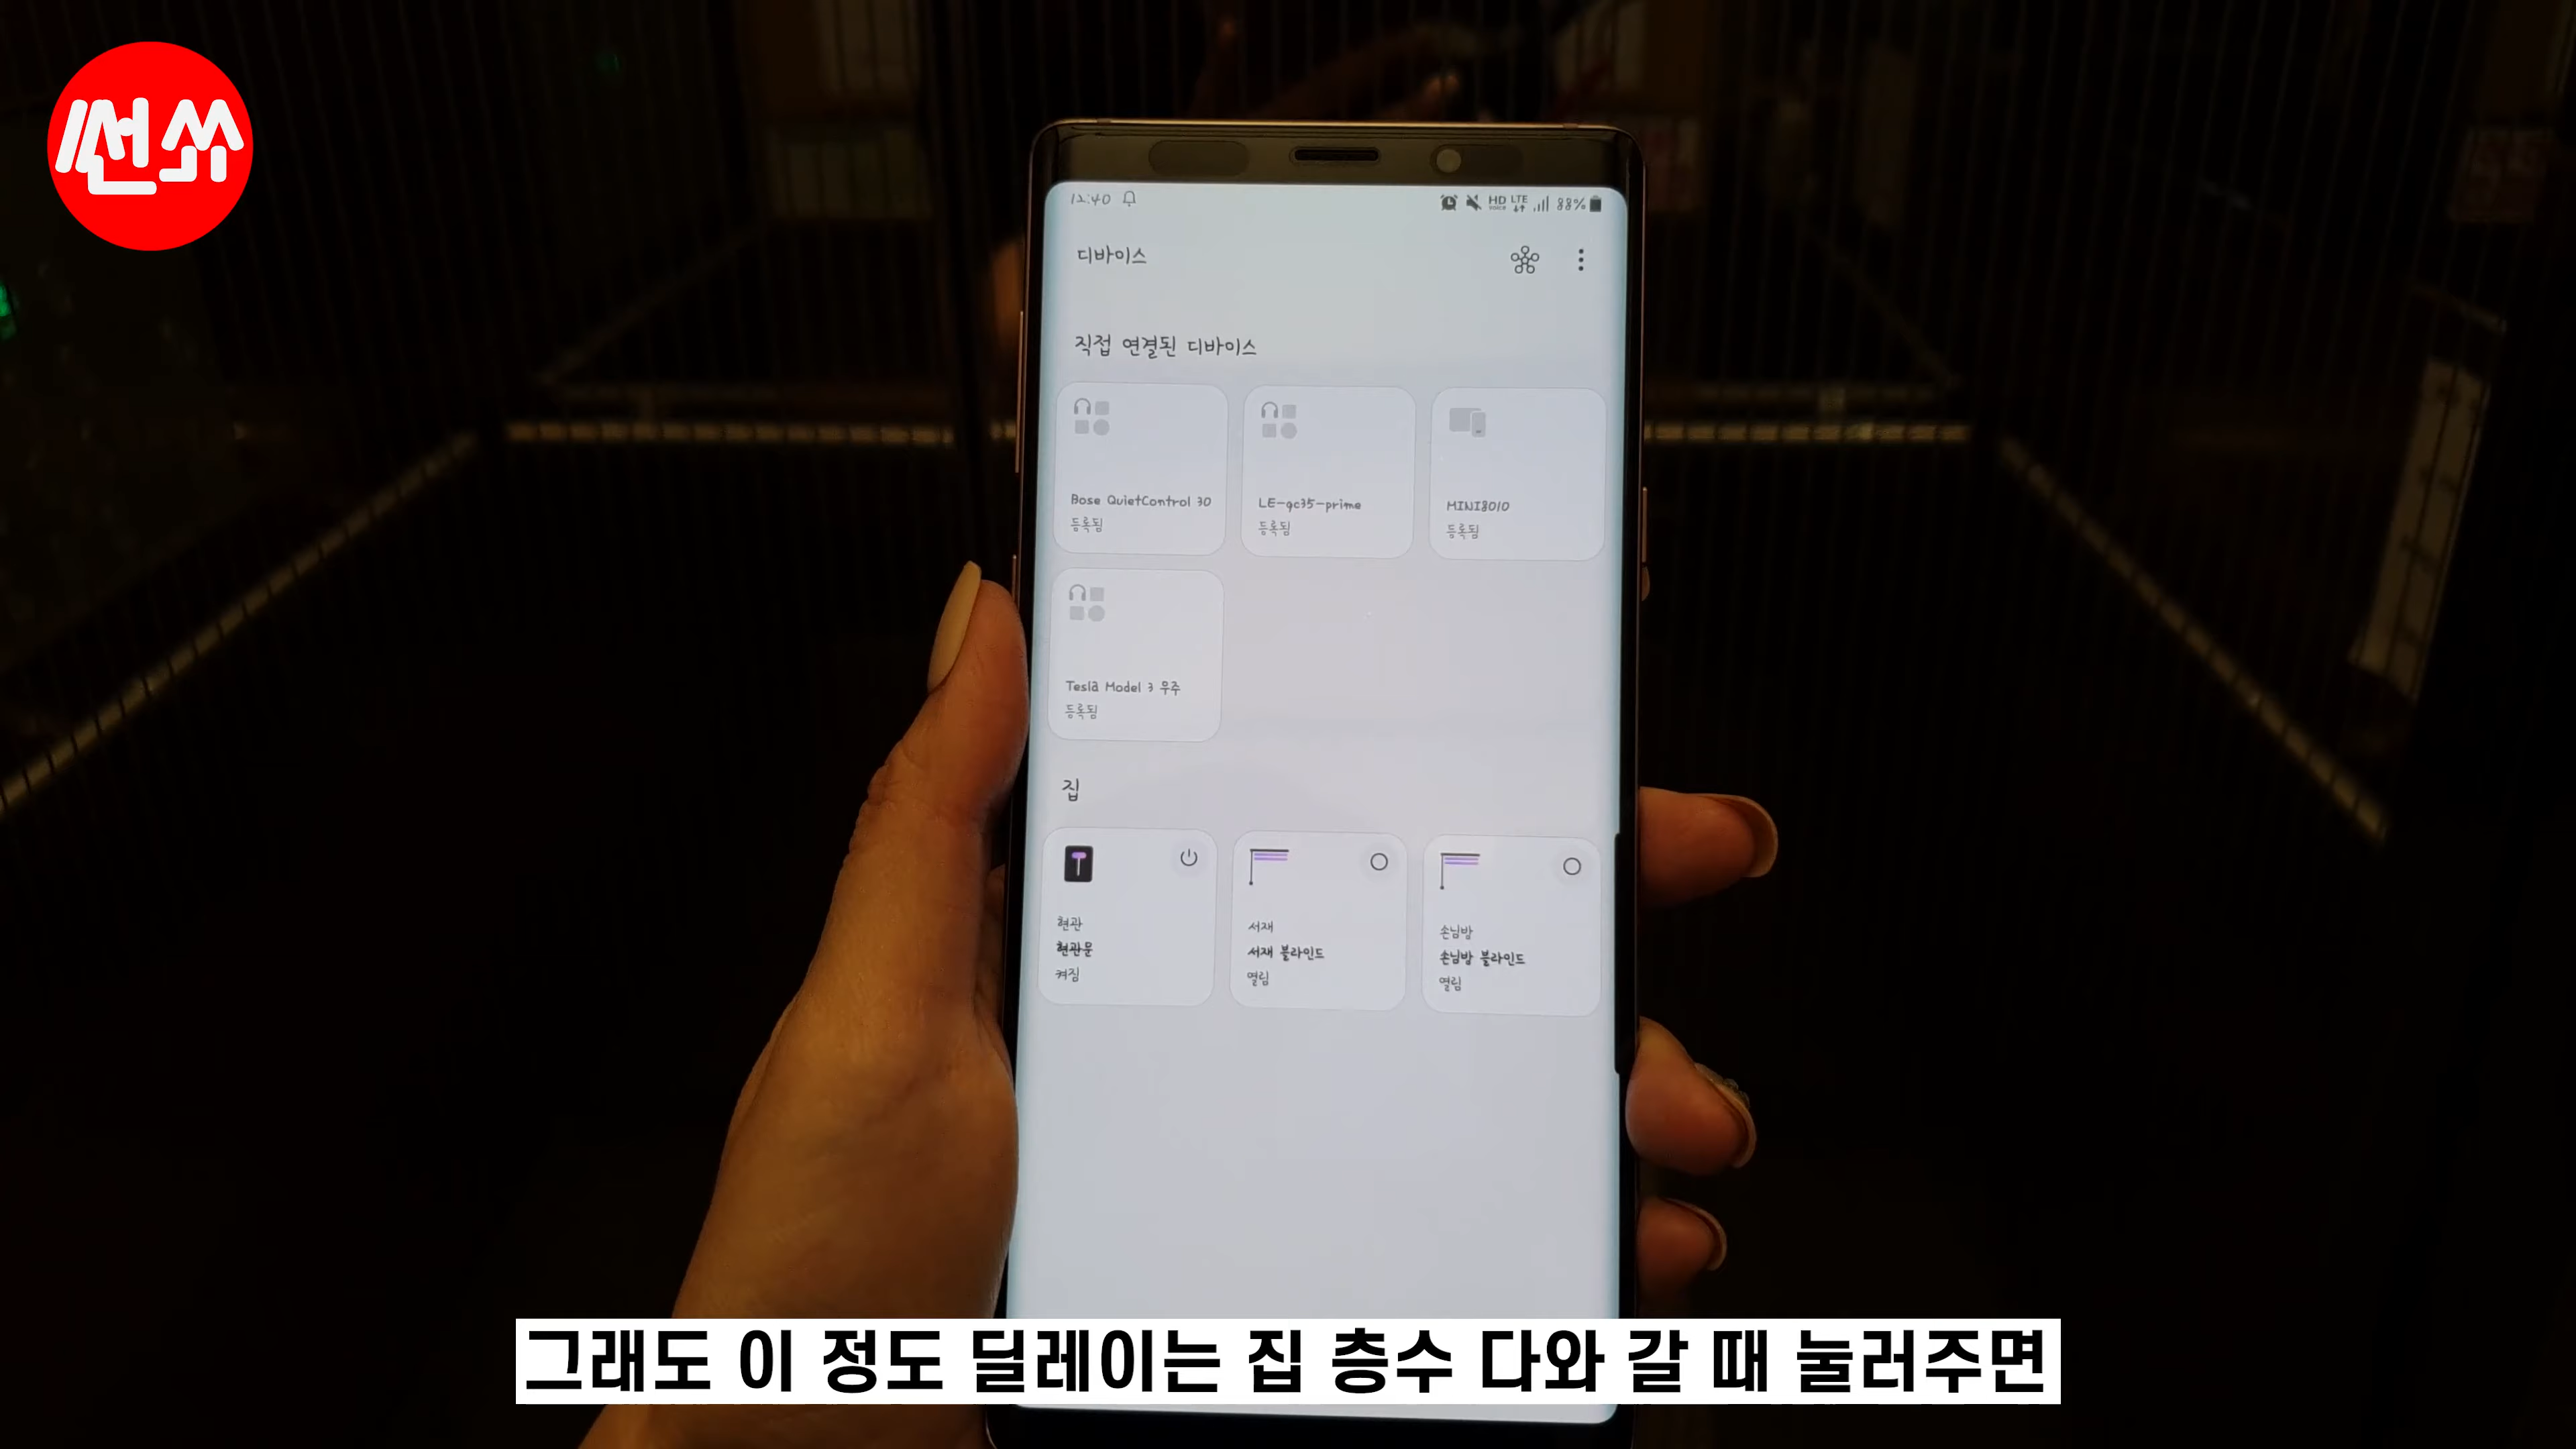 썬쓰
12:40
HD LTE 88%
디바이스
직접 연결된 디바이스
Bose QuietControl 30
등록됨
LE-qc35-prime
등록됨
MINI8010
등록됨
Tesla Model 3 우주
등록됨
집
현관
현관문
켜짐
서재
서재 블라인드
열림
손님방
손님방 블라인드
열림
그래도 이 정도 딜레이는 집 층수 다와 갈 때 눌러주면